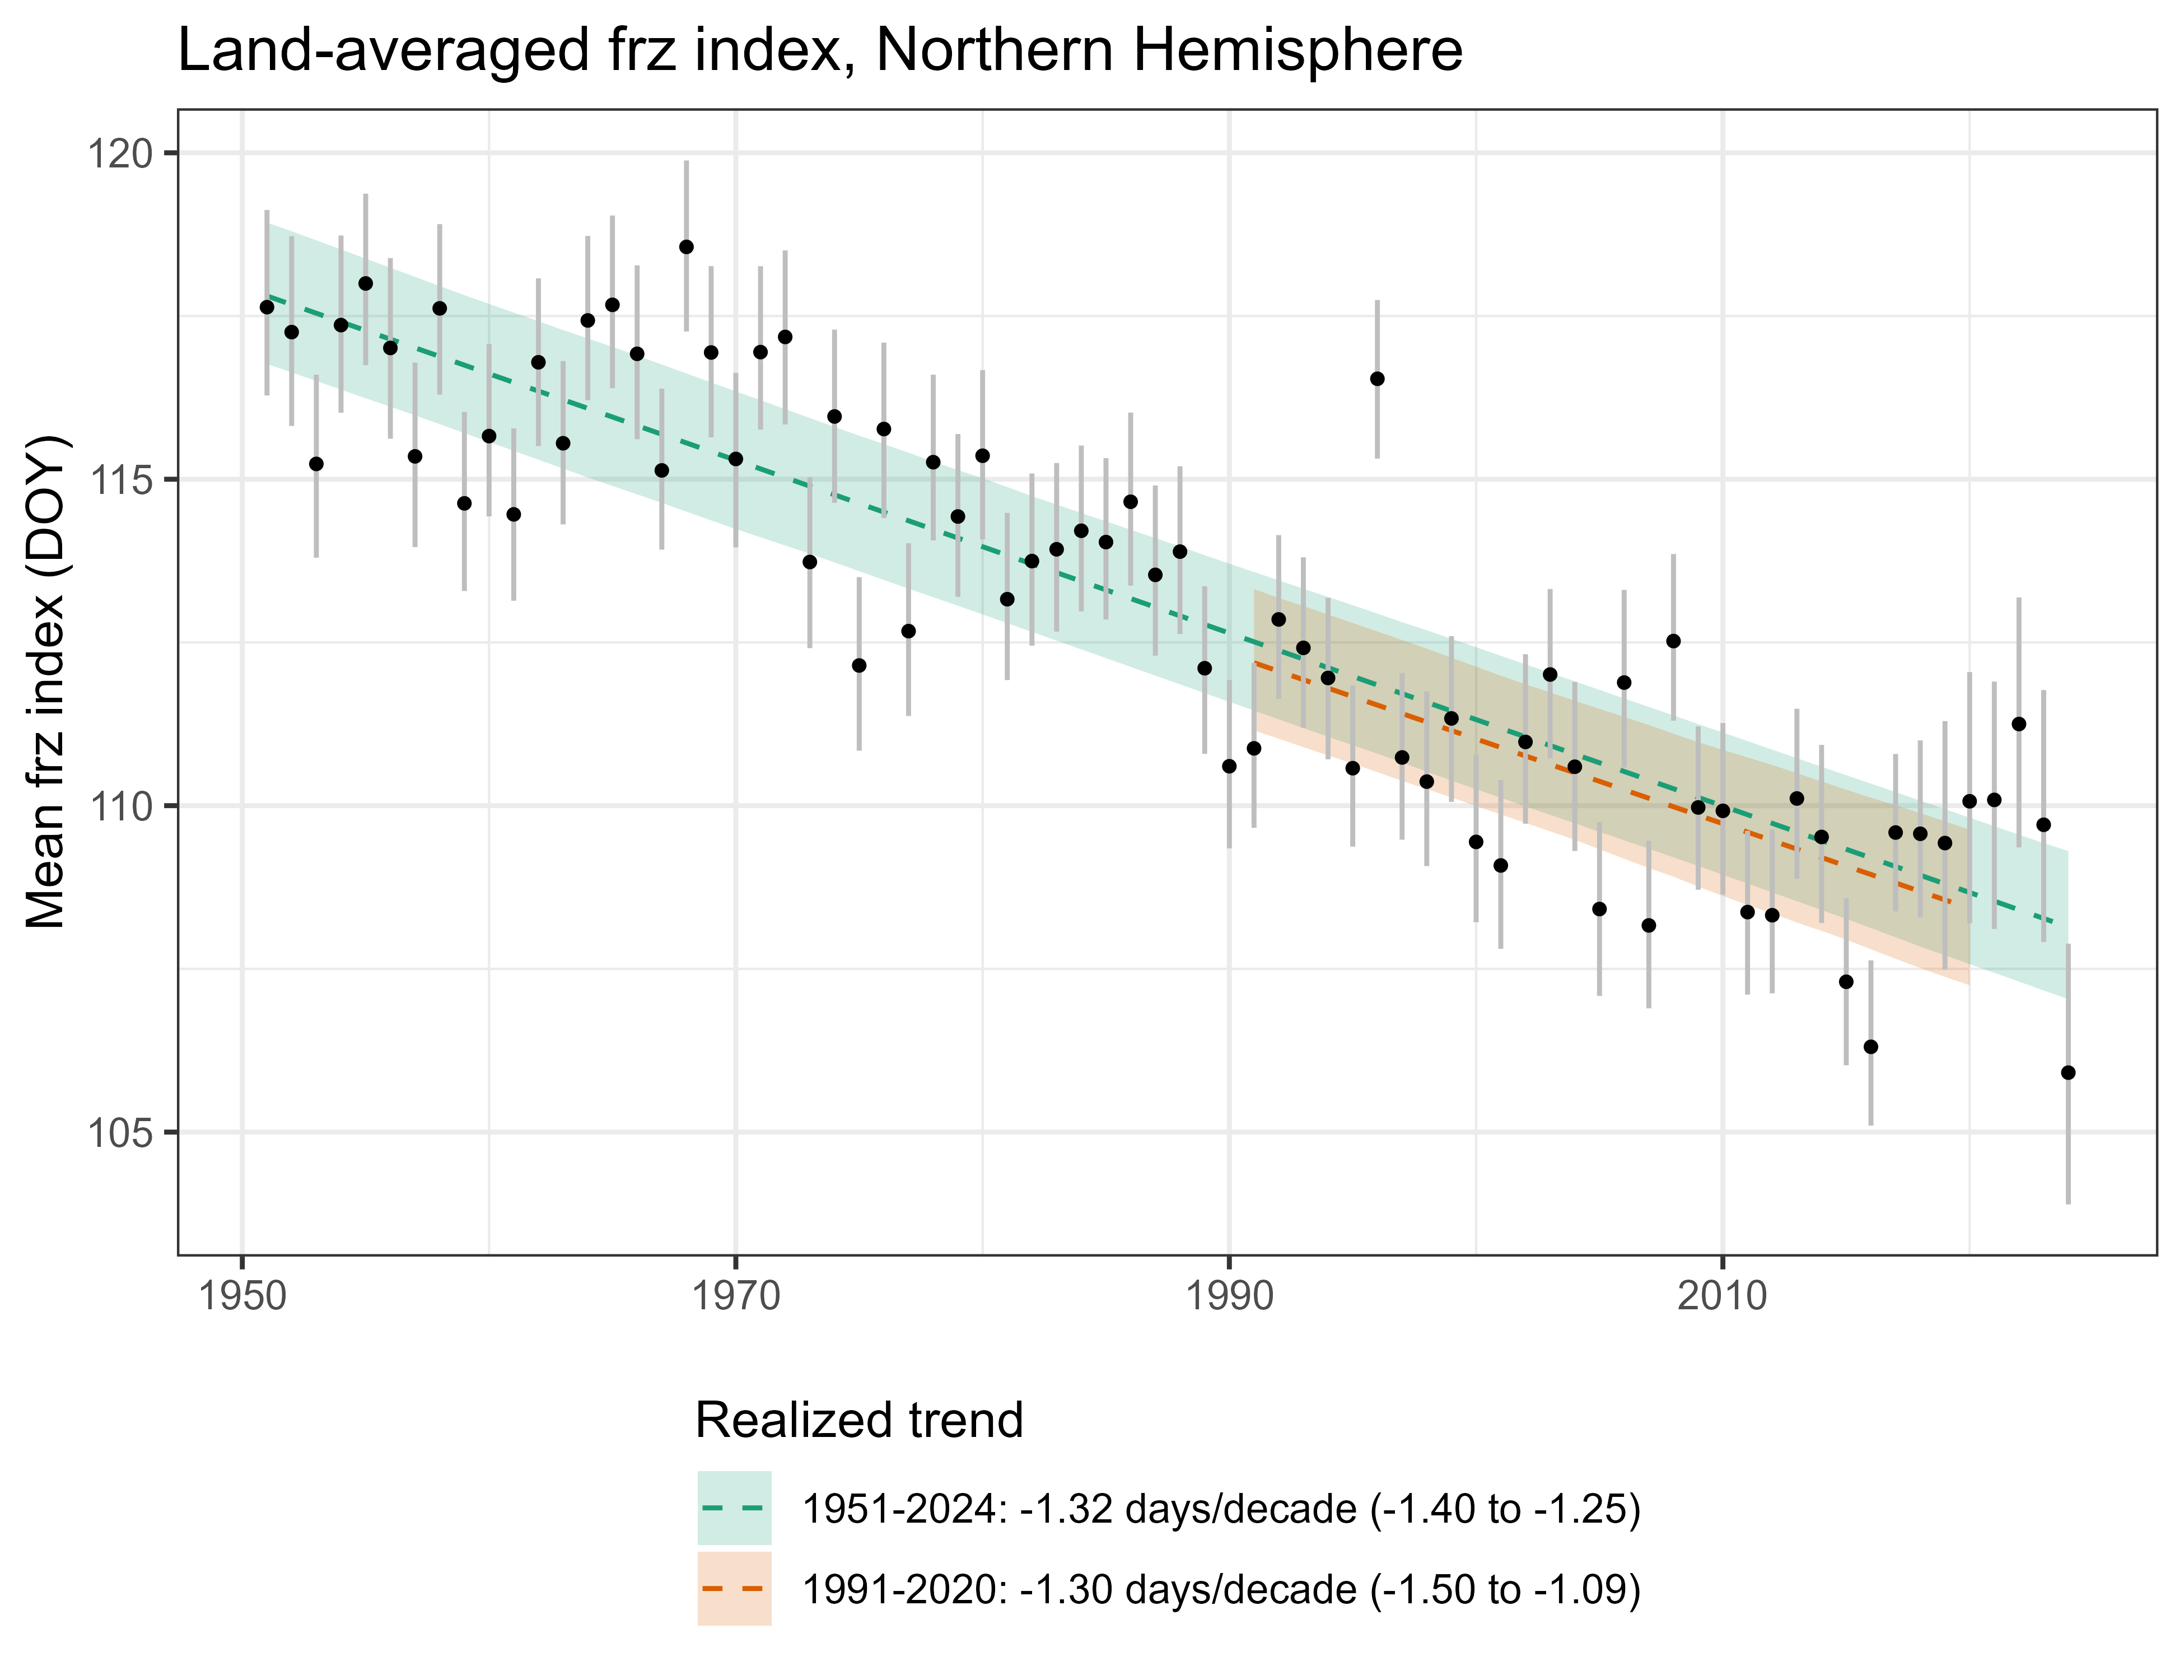 Land-averaged frz index, Northern Hemisphere
Mean frz index (DOY)
120
115
110
105
1950 1970 1990 2010
Realized trend
1951-2024: -1.32 days/decade (-1.40 to -1.25)
1991-2020: -1.30 days/decade (-1.50 to -1.09)